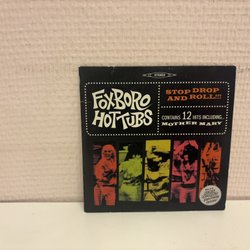 STEREO
FOXBORO
HOT TUBS
STOP DROP
AND ROLL!!!
CONTAINS 12 HITS INCLUDING
MOTHER MARY